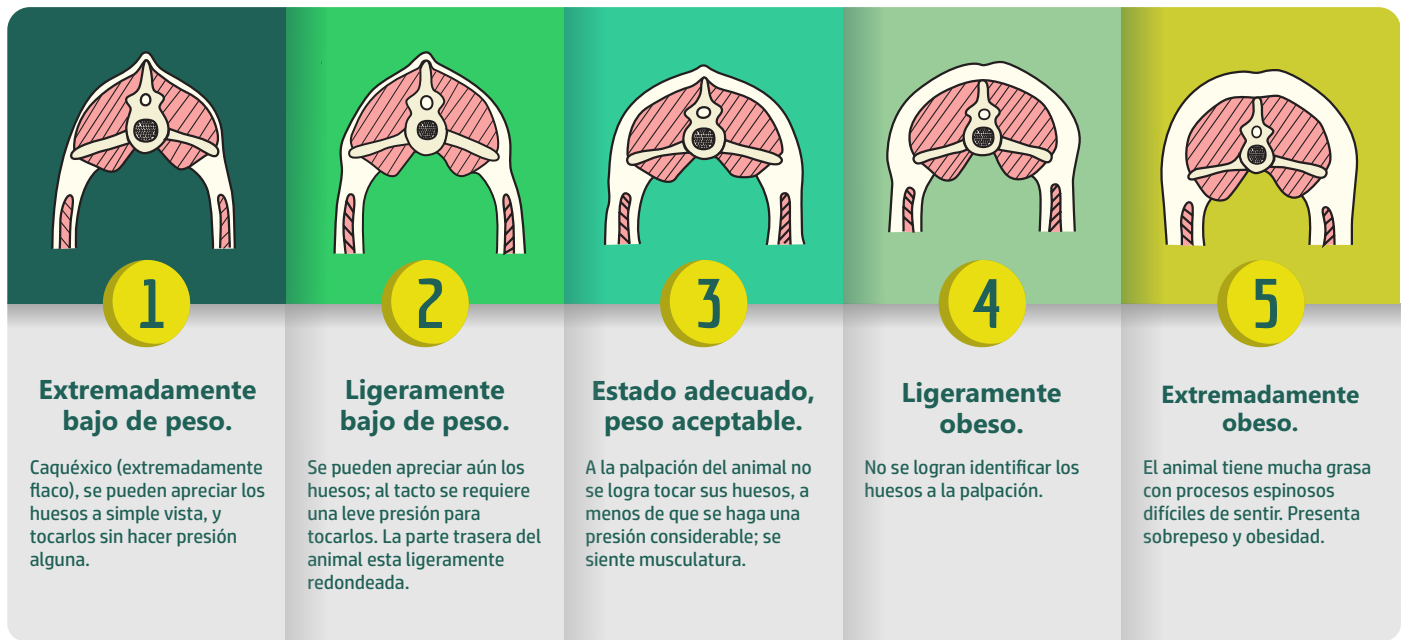 1
Extremadamente
bajo de peso.
Caquéxico (extremadamente
flaco), se pueden apreciar los
huesos a simple vista, y
tocarlos sin hacer presión
alguna.
2
Ligeramente
bajo de peso.
Se pueden apreciar aún los
huesos; al tacto se requiere
una leve presión para
tocarlos. La parte trasera del
animal esta ligeramente
redondeada.
3
Estado adecuado,
peso aceptable.
A la palpación del animal no
se logra tocar sus huesos, a
menos de que se haga una
presión considerable; se
siente musculatura.
4
Ligeramente
obeso.
No se logran identificar los
huesos a la palpación.
5
Extremadamente
obeso.
El animal tiene mucha grasa
con procesos espinosos
difíciles de sentir. Presenta
sobrepeso y obesidad.